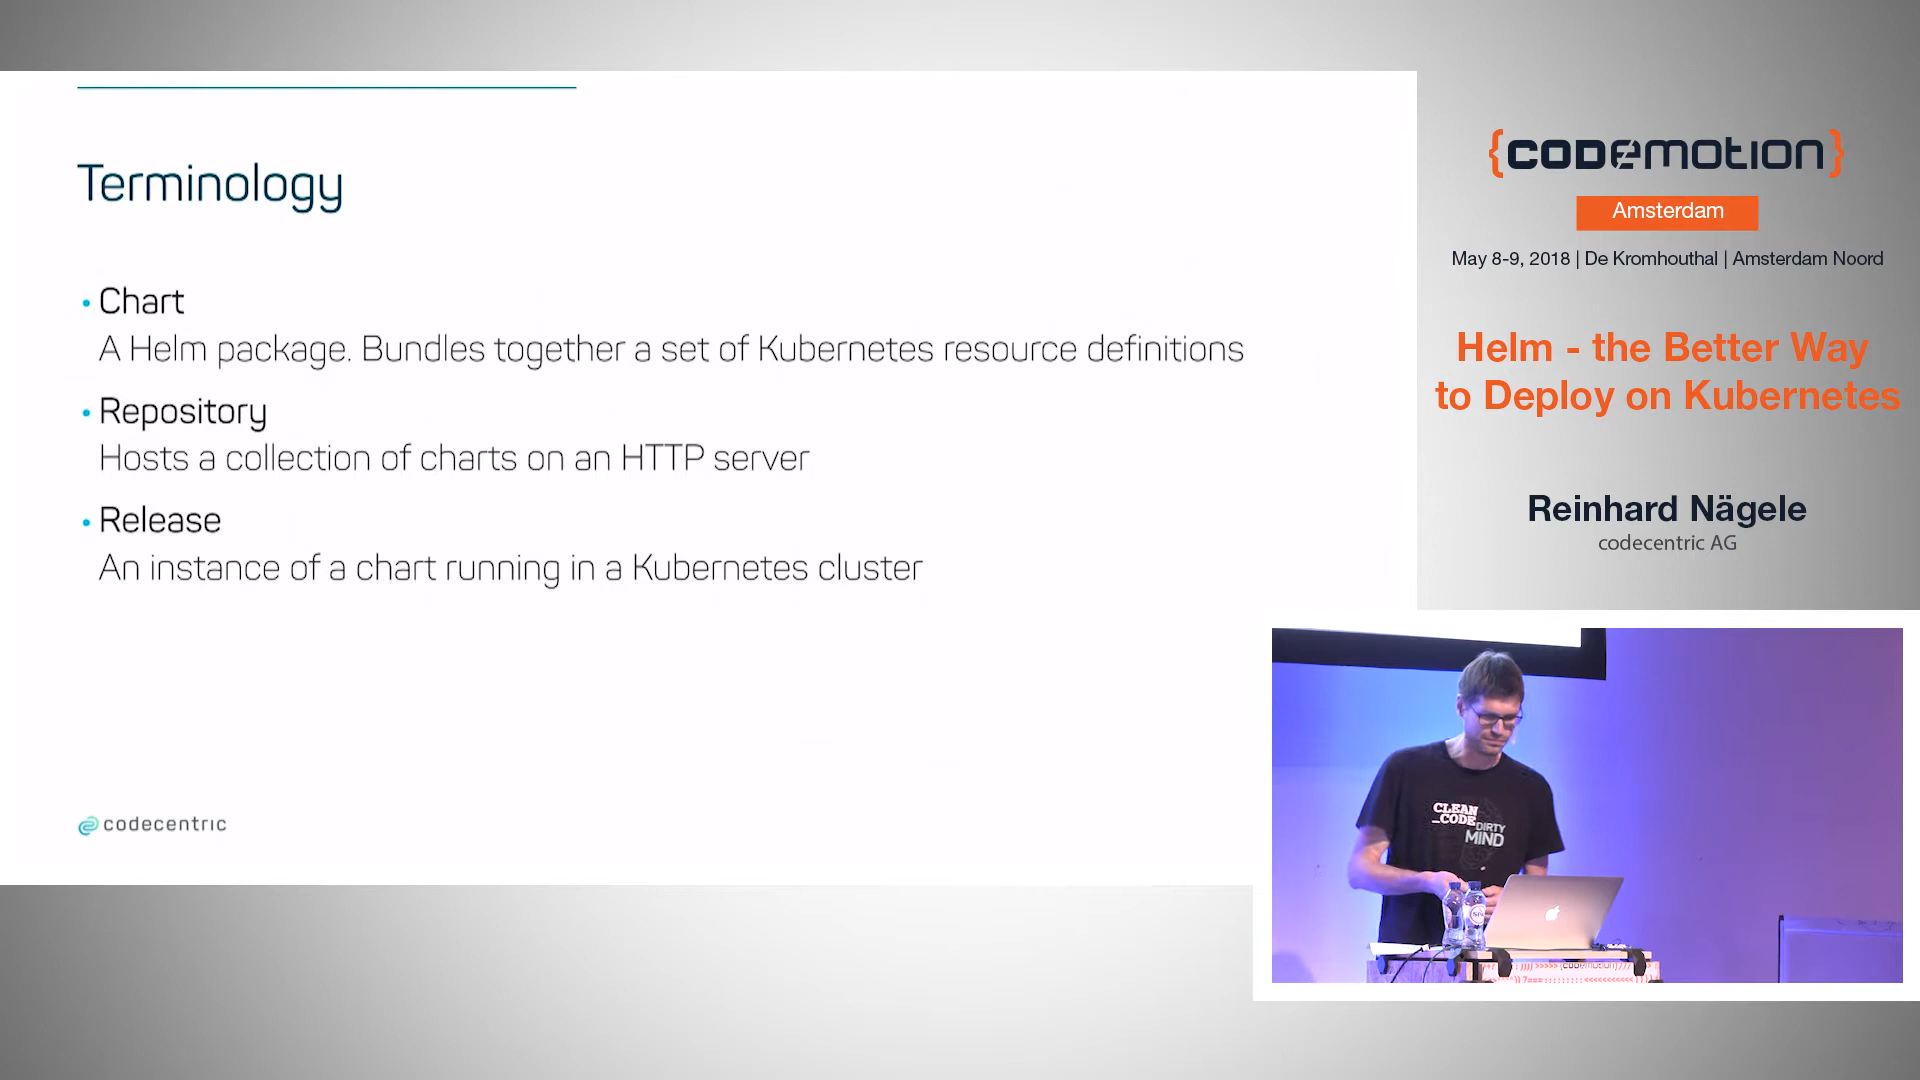 Terminology
• Chart
A Helm package. Bundles together a set of Kubernetes resource definitions
• Repository
Hosts a collection of charts on an HTTP server
• Release
An instance of a chart running in a Kubernetes cluster
codecentric
{codemotion}
Amsterdam
May 8-9, 2018 | De Kromhouthal | Amsterdam Noord
Helm - the Better Way
to Deploy on Kubernetes
Reinhard Nägele
codecentric AG
CLEAN
_CODE
DIRTY
MIND
{codemotion}